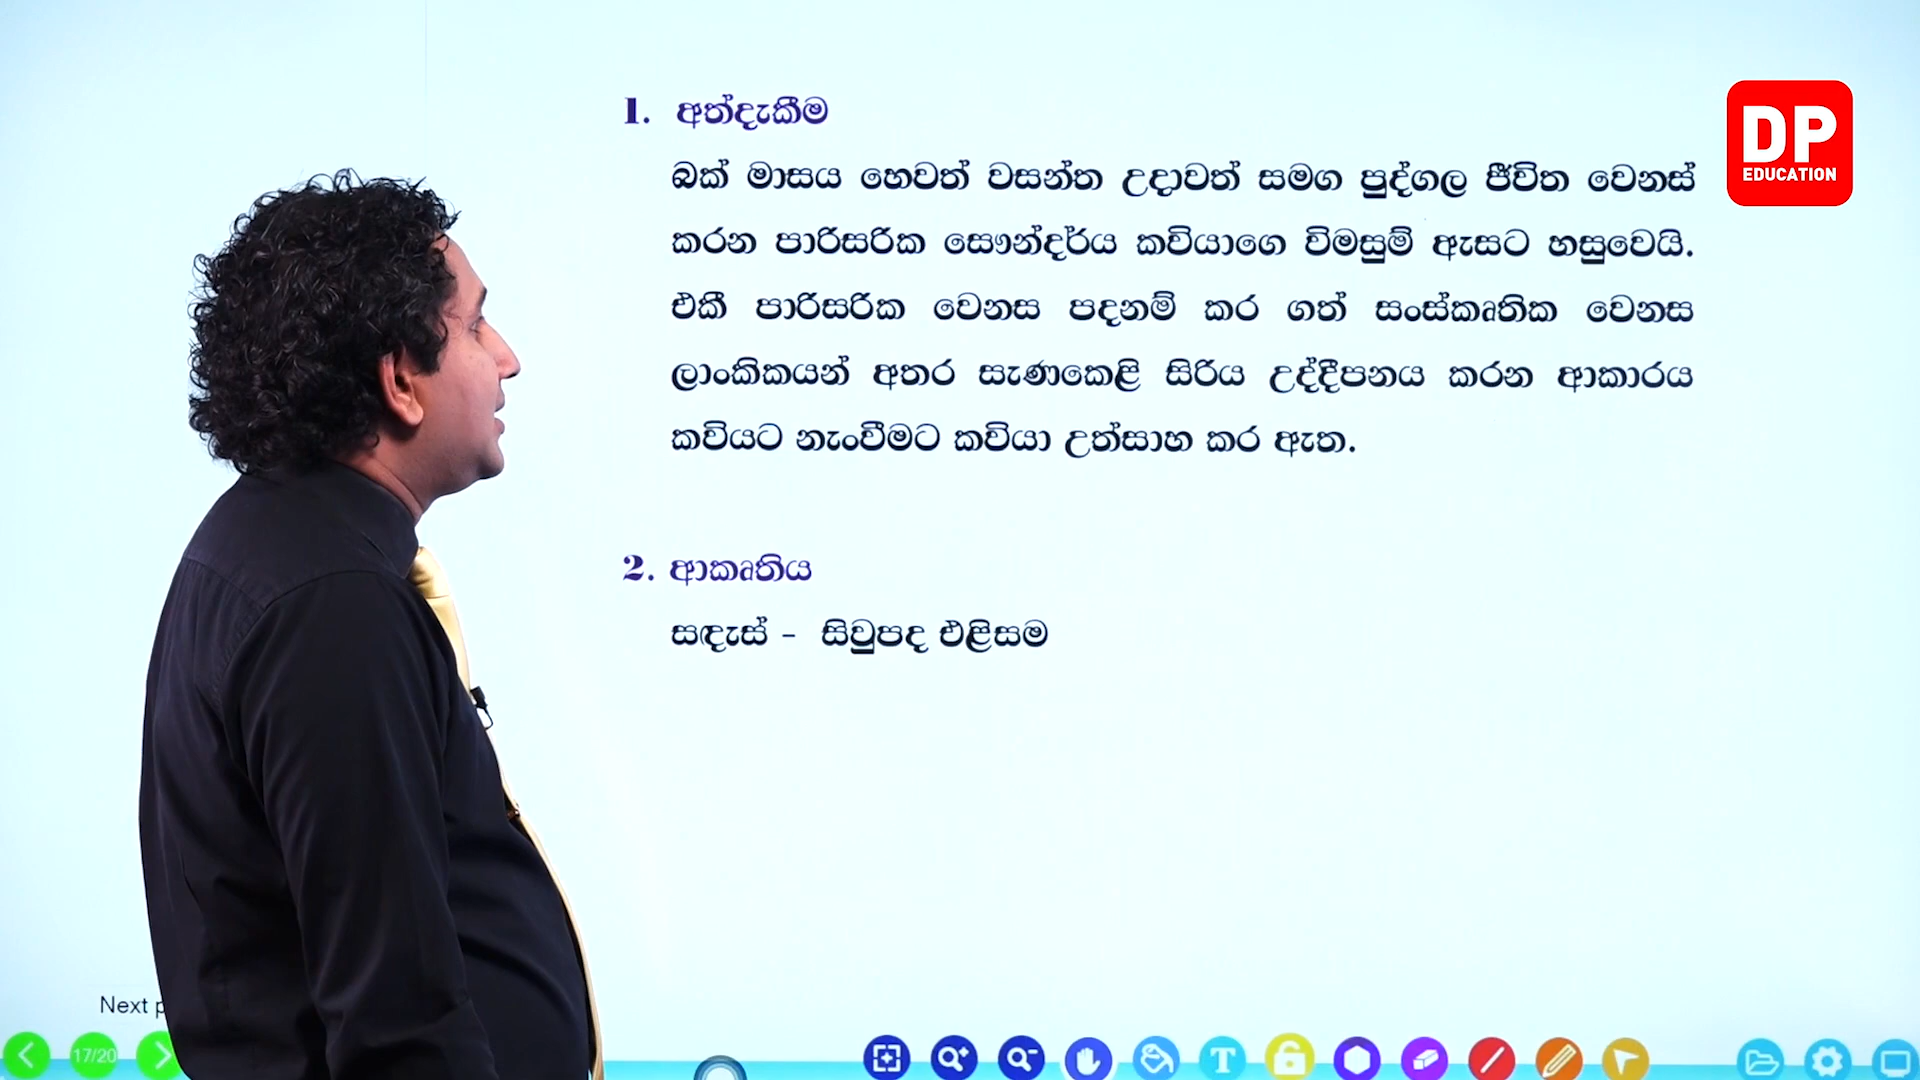 1. අත්දැකීම
බක් මාසය හෙවත් වසන්ත උදාවත් සමග පුද්ගල ජීවිත වෙනස්
කරන පාරිසරික සෞන්දර්ය කවියාගෙ විමසුම් ඇසට හසුවෙයි.
එකී පාරිසරික වෙනස පදනම් කර ගත් සංස්කෘතික වෙනස
ලාංකිකයන් අතර සැණකෙළි සිරිය උද්දීපනය කරන ආකාරය
කවියට නැංවීමට කවියා උත්සාහ කර ඇත.
2. ආකෘතිය
සඳැස් - සිවුපද එළිසම
DP
EDUCATION
Next
17/20
T